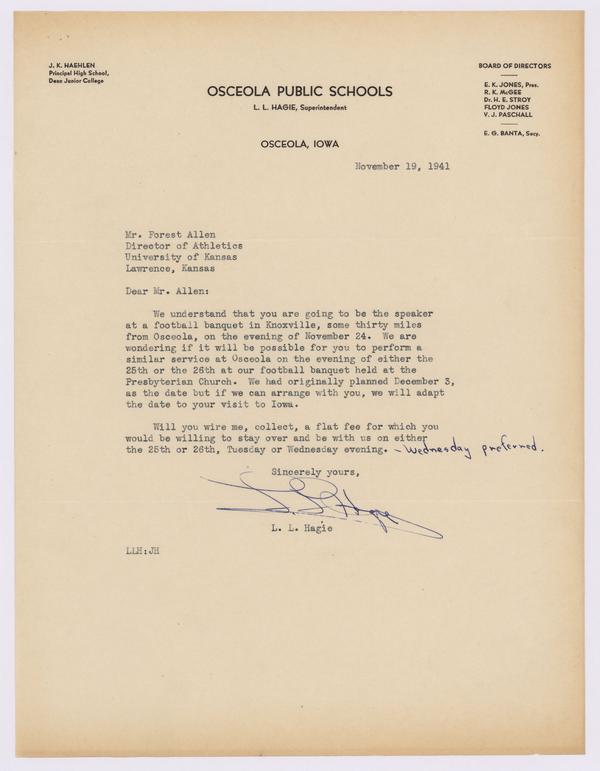 J. K. HAEHLEN
Principal High School,
Dean Junior College
OSCEOLA PUBLIC SCHOOLS
L. L. HAGIE, Superintendent
OSCEOLA, IOWA
BOARD OF DIRECTORS
E. K. JONES, Pres.
R. K. McGEE
Dr. H. E. STROY
FLOYD JONES
V. J. PASCHALL
E. G. BANTA, Secy.
November 19, 1941
Mr. Forest Allen
Director of Athletics
University of Kansas
Lawrence, Kansas
Dear Mr. Allen:
We understand that you are going to be the speaker
at a football banquet in Knoxville, some thirty miles
from Osceola, on the evening of November 24. We are
wondering if it will be possible for you to perform a
similar service at Osceola on the evening of either the
25th or the 26th at our football banquet held at the
Presbyterian Church. We had originally planned December 3,
as the date but if we can arrange with you, we will adapt
the date to your visit to Iowa.
Will you wire me, collect, a flat fee for which you
would be willing to stay over and be with us on either
the 25th or 26th, Tuesday or Wednesday evening. - Wednesday preferred.
Sincerely yours,
L. L. Hagie
L. L. Hagie
LLH:JH